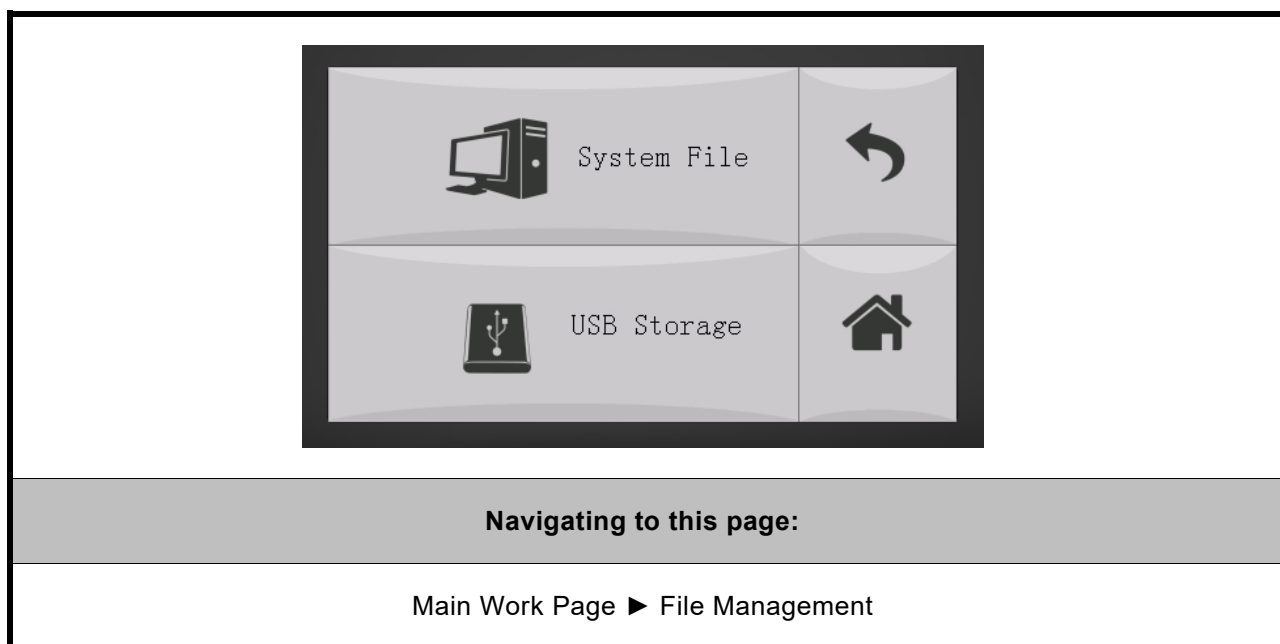 System File
USB Storage
Navigating to this page:
Main Work Page ► File Management